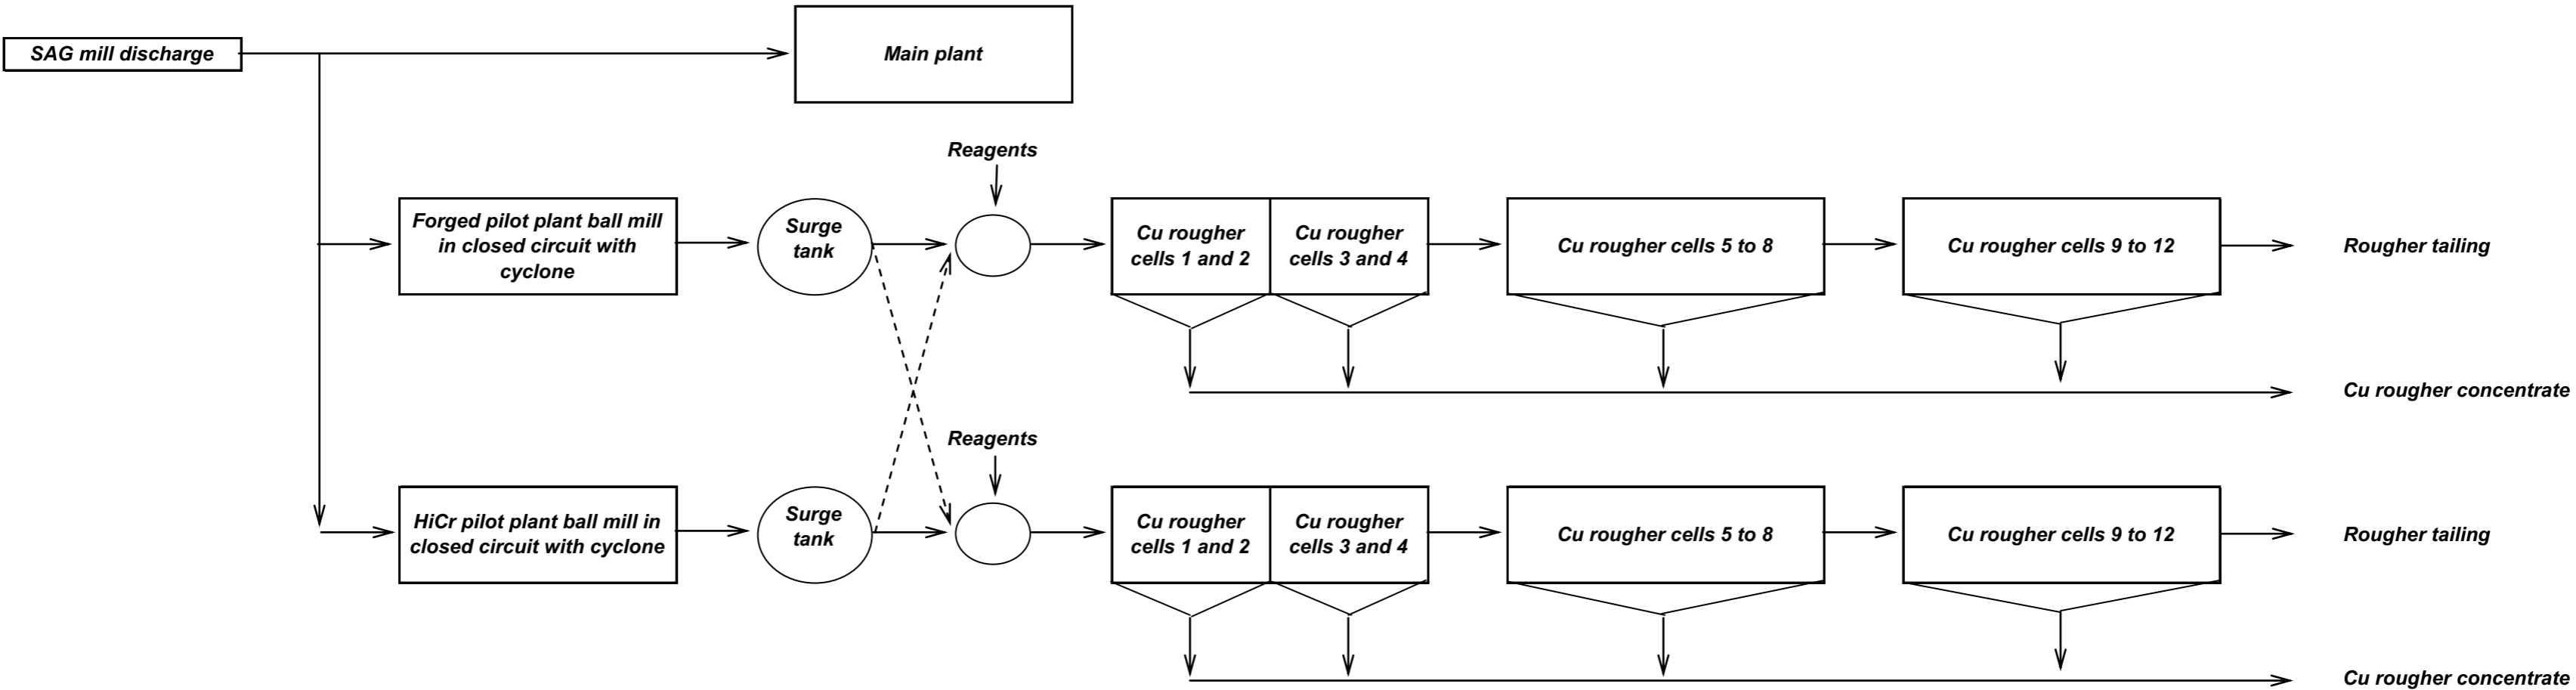 SAG mill discharge
Main plant
Reagents
Forged pilot plant ball mill
in closed circuit with
cyclone
Surge
tank
Cu rougher
cells 1 and 2
Cu rougher
cells 3 and 4
Cu rougher cells 5 to 8
Cu rougher cells 9 to 12
Rougher tailing
Cu rougher concentrate
Reagents
HiCr pilot plant ball mill in
closed circuit with cyclone
Surge
tank
Cu rougher
cells 1 and 2
Cu rougher
cells 3 and 4
Cu rougher cells 5 to 8
Cu rougher cells 9 to 12
Rougher tailing
Cu rougher concentrate